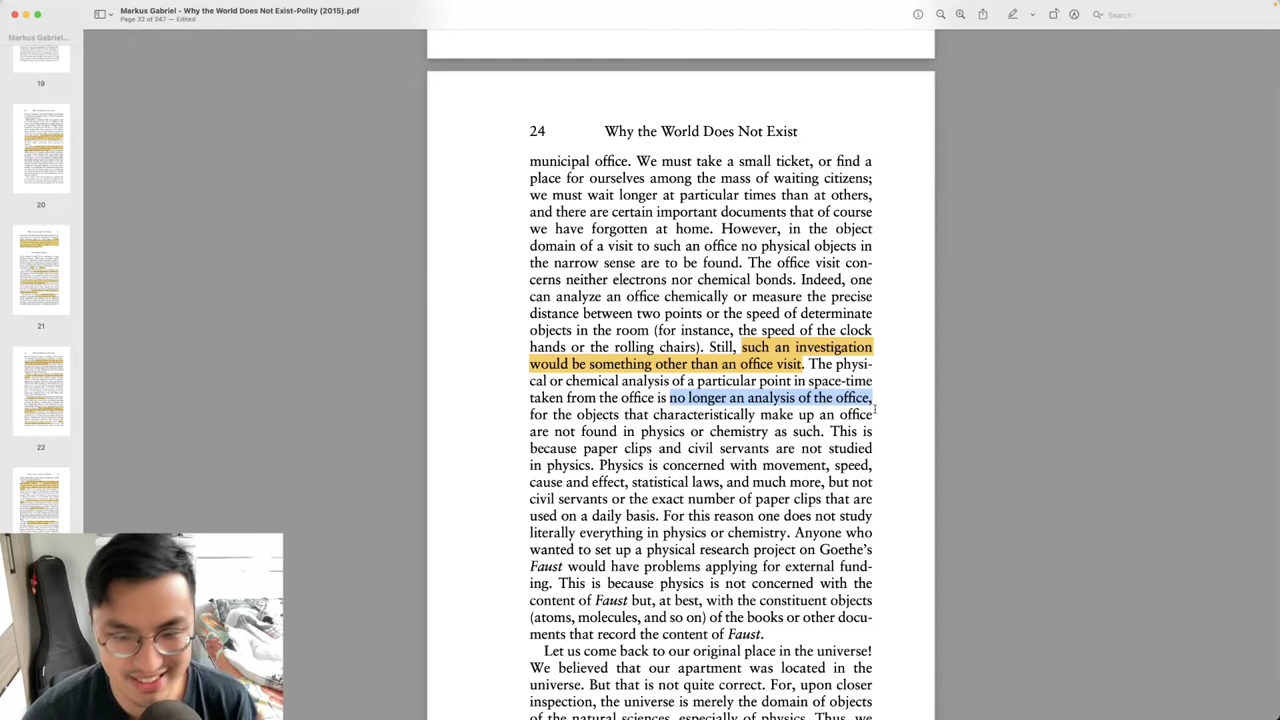 Markus Gabriel - Why the World Does Not Exist-Polity (2015).pdf
Page 32 of 247 — Edited
Search
Markus Gabriel...
19
20
21
22
24 Why the World Does Not Exist
municipal office. We must take a small ticket, or find a
place for ourselves among the mass of waiting citizens;
we must wait longer at particular times than at others,
and there are certain important documents that of course
we have forgotten at home. However, in the object
domain of a visit to such an office no physical objects in
the narrow sense are to be found. The office visit con-
cerns neither electrons nor chemical bonds. Indeed, one
can analyze an office chemically or measure the precise
distance between two points or the speed of determinate
objects in the room (for instance, the speed of the clock
hands or the rolling chairs). Still, such an investigation
would be something other than an office visit. The physi-
cal or chemical analysis of a particular point in space-time
taken from the office is no longer an analysis of the office,
for the objects that characteristically make up an office
are not found in physics or chemistry as such. This is
because paper clips and civil servants are not studied
in physics. Physics is concerned with movement, speed,
cause and effect, statistical laws and much more, but not
civil servants or the exact number of paper clips that are
used on a daily basis. For this reason one does not study
literally everything in physics or chemistry. Anyone who
wanted to set up a physical research project on Goethe's
Faust would have problems applying for external fund-
ing. This is because physics is not concerned with the
content of Faust but, at best, with the constituent objects
(atoms, molecules, and so on) of the books or other docu-
ments that record the content of Faust.
Let us come back to our original place in the universe!
We believed that our apartment was located in the
universe. But that is not quite correct. For, upon closer
inspection, the universe is merely the domain of objects
of the natural sciences, especially of physics. Thus, we